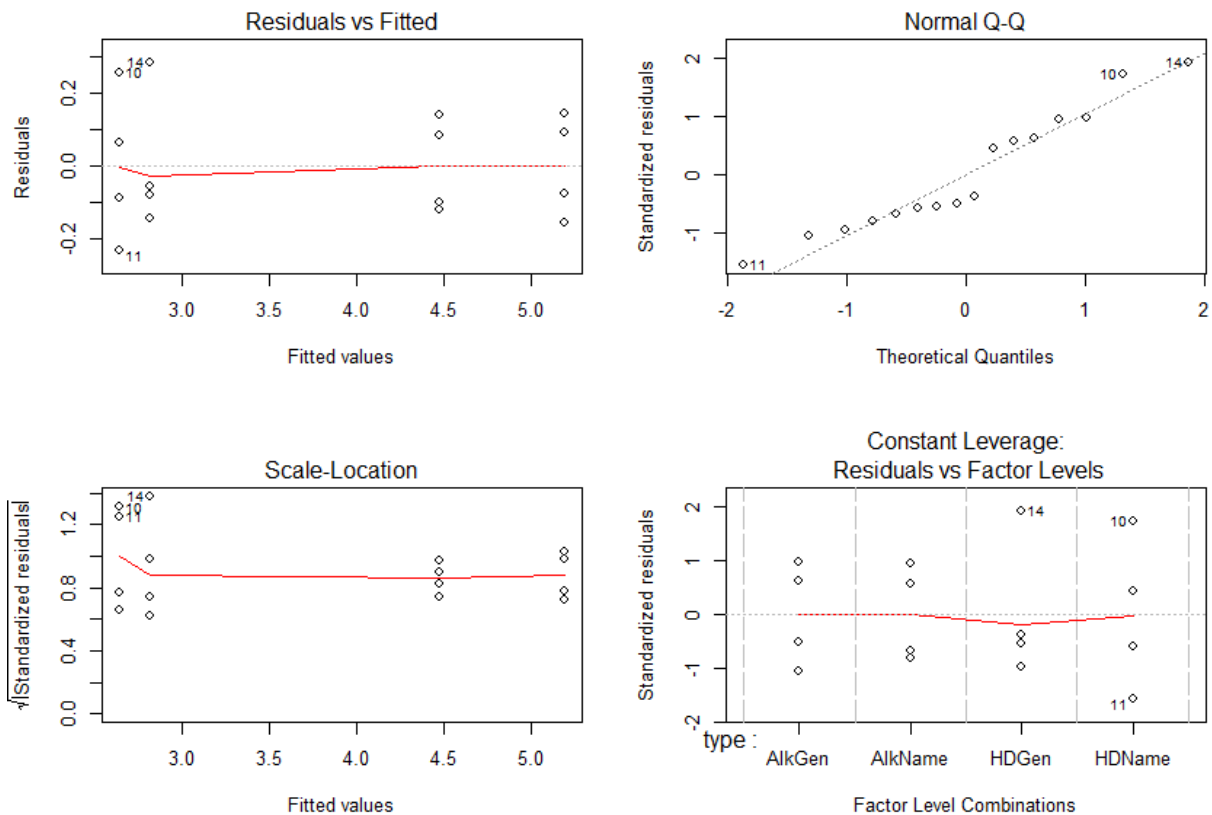 Residuals vs Fitted
Residuals
0.2
0.0
-0.2
14
10
11
3.0 3.5 4.0 4.5 5.0
Fitted values
Normal Q-Q
Standardized residuals
2
1
0
-1
10
14
11
-2 -1 0 1 2
Theoretical Quantiles
Scale-Location
√|Standardized residuals|
1.2
0.8
0.4
0.0
14
10
11
3.0 3.5 4.0 4.5 5.0
Fitted values
Constant Leverage:
Residuals vs Factor Levels
Standardized residuals
2
1
0
-1
-2
14
10
11
type :
AlkGen AlkName HDGen HDName
Factor Level Combinations